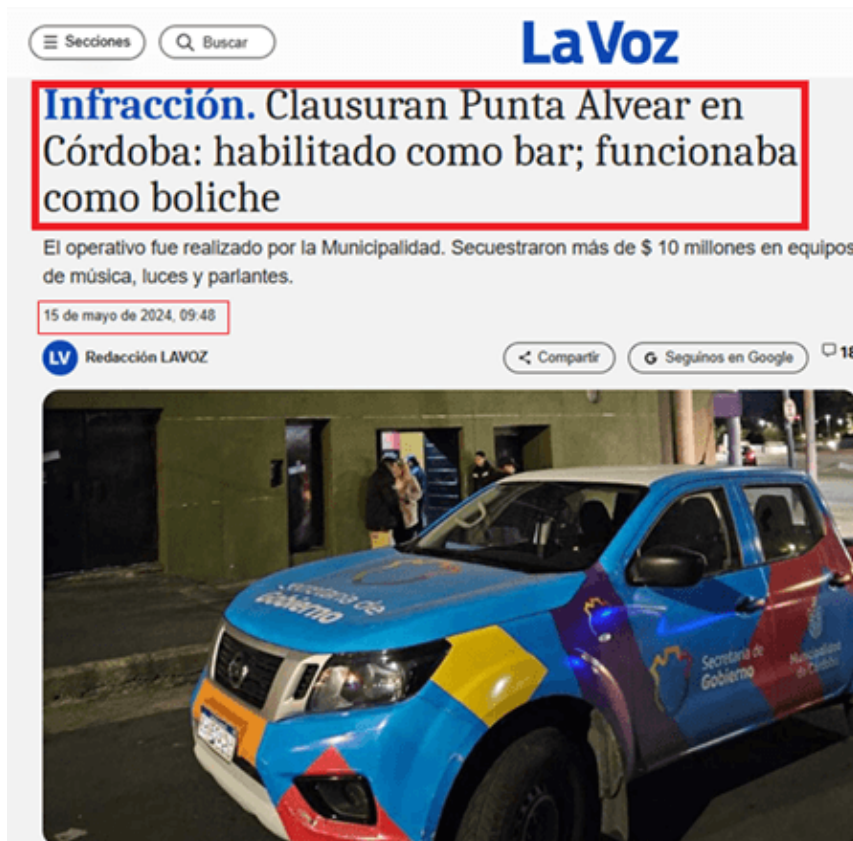 Secciones
Buscar
La Voz
Infracción. Clausuran Punta Alvear en
Córdoba: habilitado como bar; funcionaba
como boliche
El operativo fue realizado por la Municipalidad. Secuestraron más de $ 10 millones en equipos
de música, luces y parlantes.
15 de mayo de 2024, 09:48
LV Redacción LAVOZ
Compartir
G Seguinos en Google
18
Secretaría de
Gobierno
Secretaría de
Gobierno
Municipalidad
de Córdoba